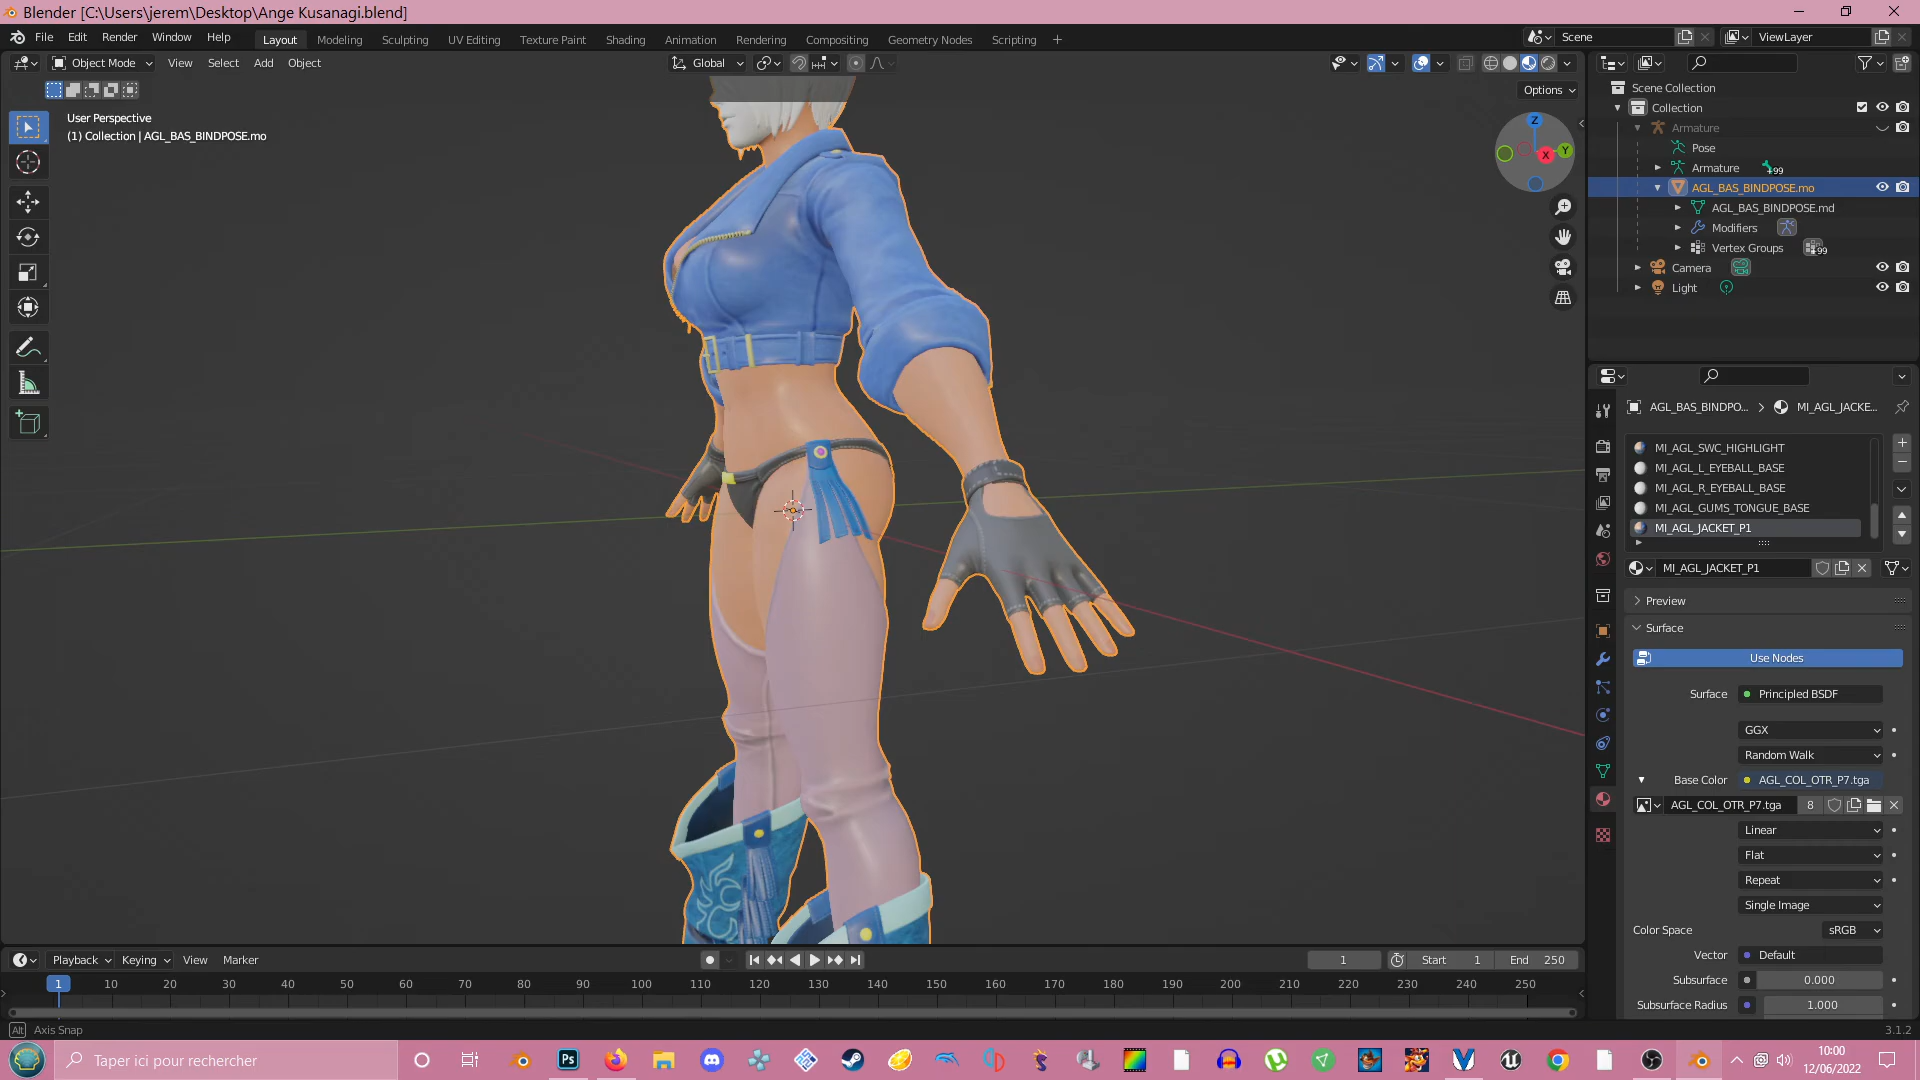 Blender [C:\Users\jerem\Desktop\Ange Kusanagi.blend]
File Edit Render Window Help Layout Modeling Sculpting UV Editing Texture Paint Shading Animation Rendering Compositing Geometry Nodes Scripting + Scene ViewLayer
Object Mode View Select Add Object Global
Options
User Perspective
(1) Collection | AGL_BAS_BINDPOSE.mo
Z
X
Y
Scene Collection
Collection
Armature
Pose
Armature +99
AGL_BAS_BINDPOSE.mo
AGL_BAS_BINDPOSE.md
Modifiers
Vertex Groups +99
Camera
Light
AGL_BAS_BINDPO... > MI_AGL_JACKE...
MI_AGL_SWC_HIGHLIGHT
MI_AGL_L_EYEBALL_BASE
MI_AGL_R_EYEBALL_BASE
MI_AGL_GUMS_TONGUE_BASE
MI_AGL_JACKET_P1
MI_AGL_JACKET_P1
Preview
Surface
Use Nodes
Surface Principled BSDF
GGX
Random Walk
Base Color AGL_COL_OTR_P7.tga
AGL_COL_OTR_P7.tga 8
Linear
Flat
Repeat
Single Image
Color Space sRGB
Vector Default
Subsurface 0.000
Subsurface Radius 1.000
Playback Keying View Marker 1 Start 1 End 250
1 10 20 30 40 50 60 70 80 90 100 110 120 130 140 150 160 170 180 190 200 210 220 230 240 250
Alt Axis Snap 3.1.2
Taper ici pour rechercher
Ps
10:00
12/06/2022